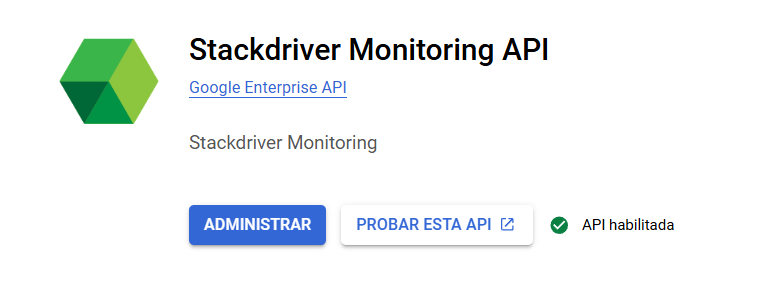 Stackdriver Monitoring API
Google Enterprise API
Stackdriver Monitoring
ADMINISTRAR
PROBAR ESTA API
API habilitada